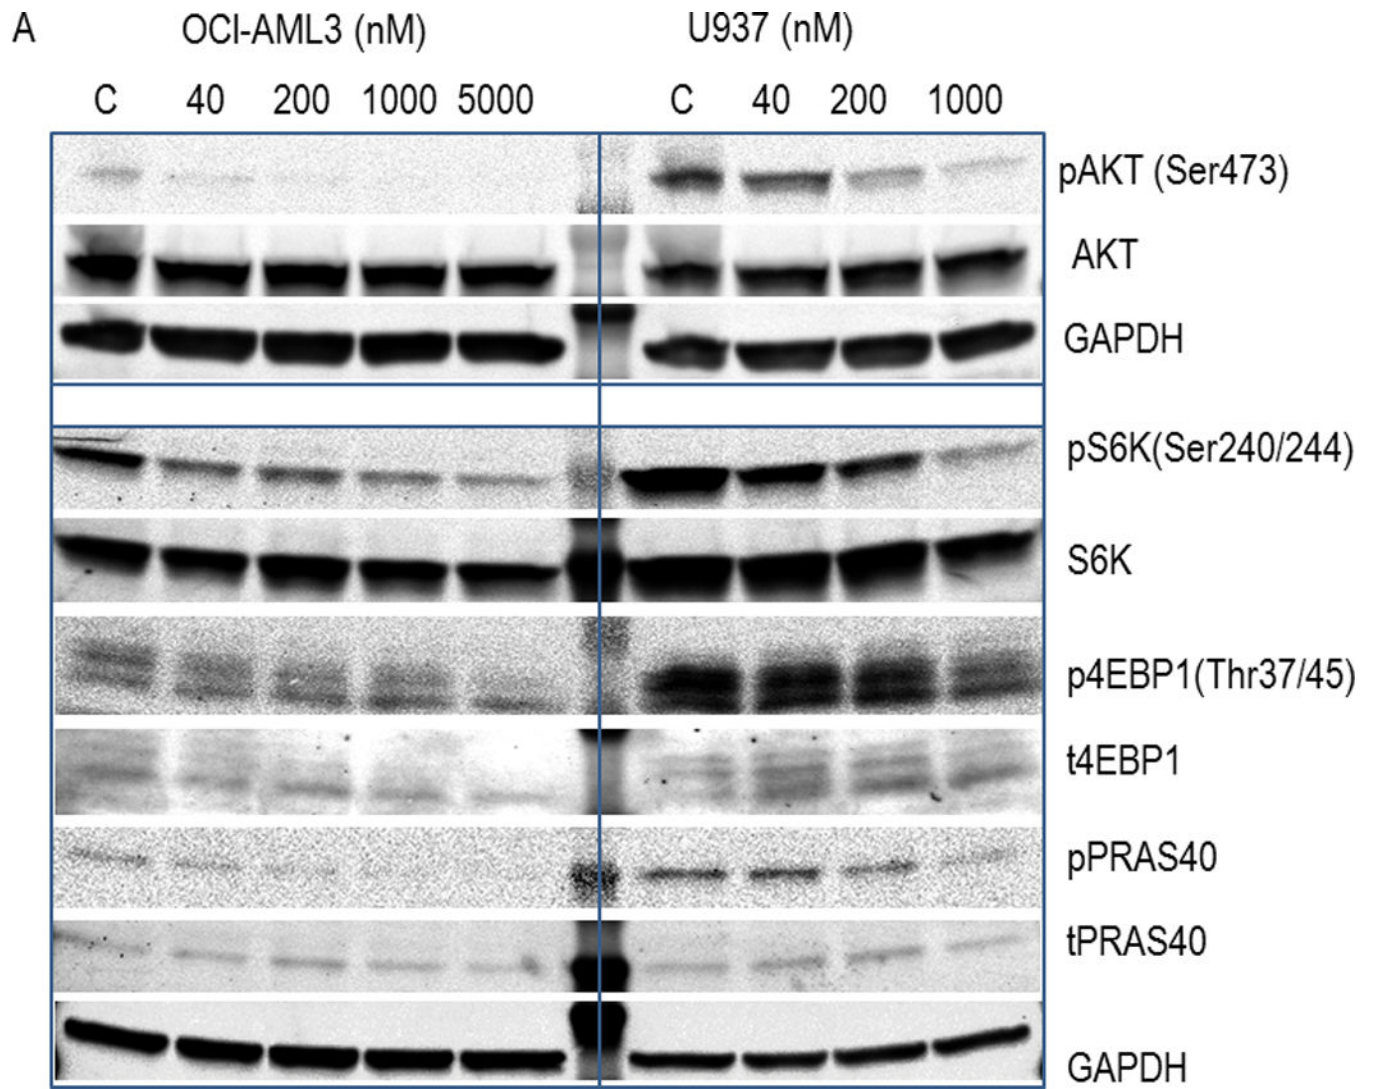 A
OCI-AML3 (nM) U937 (nM)
C 40 200 1000 5000 C 40 200 1000
pAKT (Ser473)
AKT
GAPDH
pS6K(Ser240/244)
S6K
p4EBP1(Thr37/45)
t4EBP1
pPRAS40
tPRAS40
GAPDH